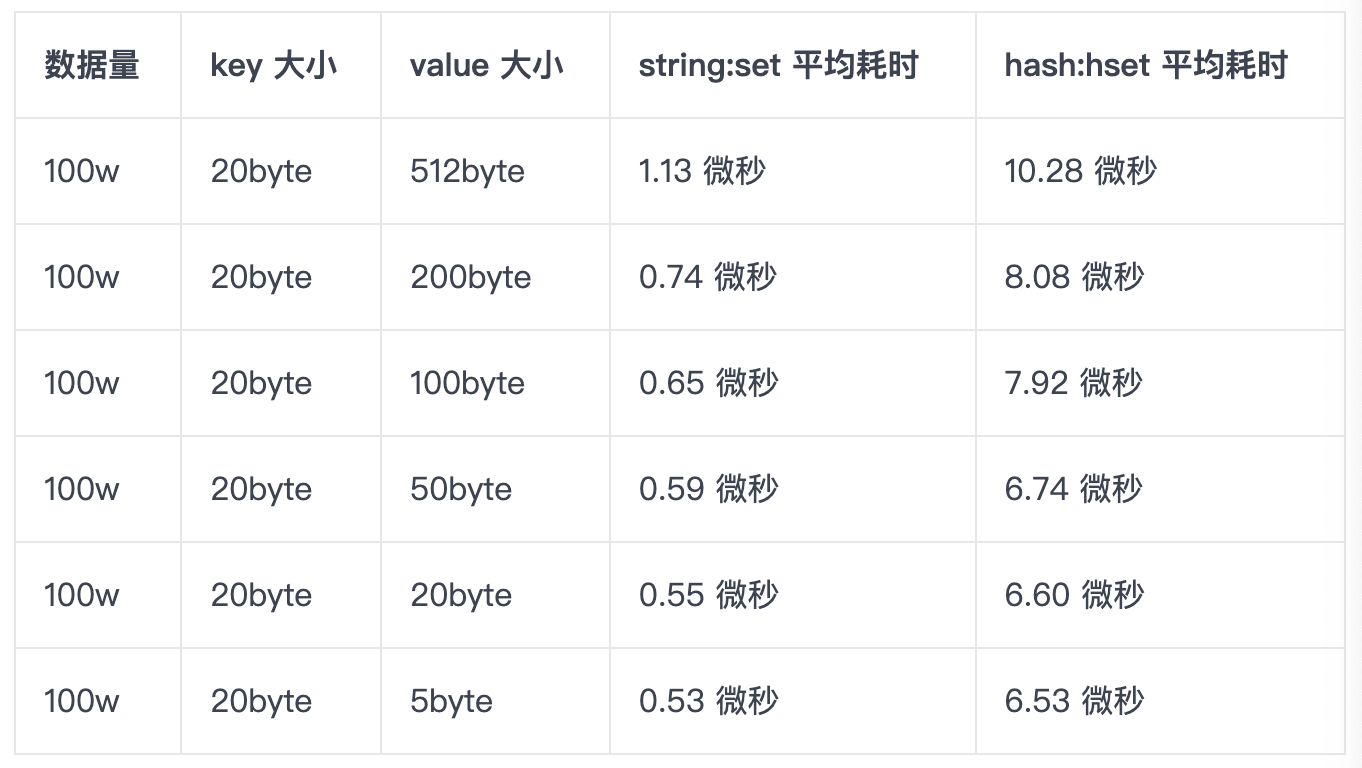 数据量 key 大小 value 大小 string:set 平均耗时 hash:hset 平均耗时
100w 20byte 512byte 1.13 微秒 10.28 微秒
100w 20byte 200byte 0.74 微秒 8.08 微秒
100w 20byte 100byte 0.65 微秒 7.92 微秒
100w 20byte 50byte 0.59 微秒 6.74 微秒
100w 20byte 20byte 0.55 微秒 6.60 微秒
100w 20byte 5byte 0.53 微秒 6.53 微秒